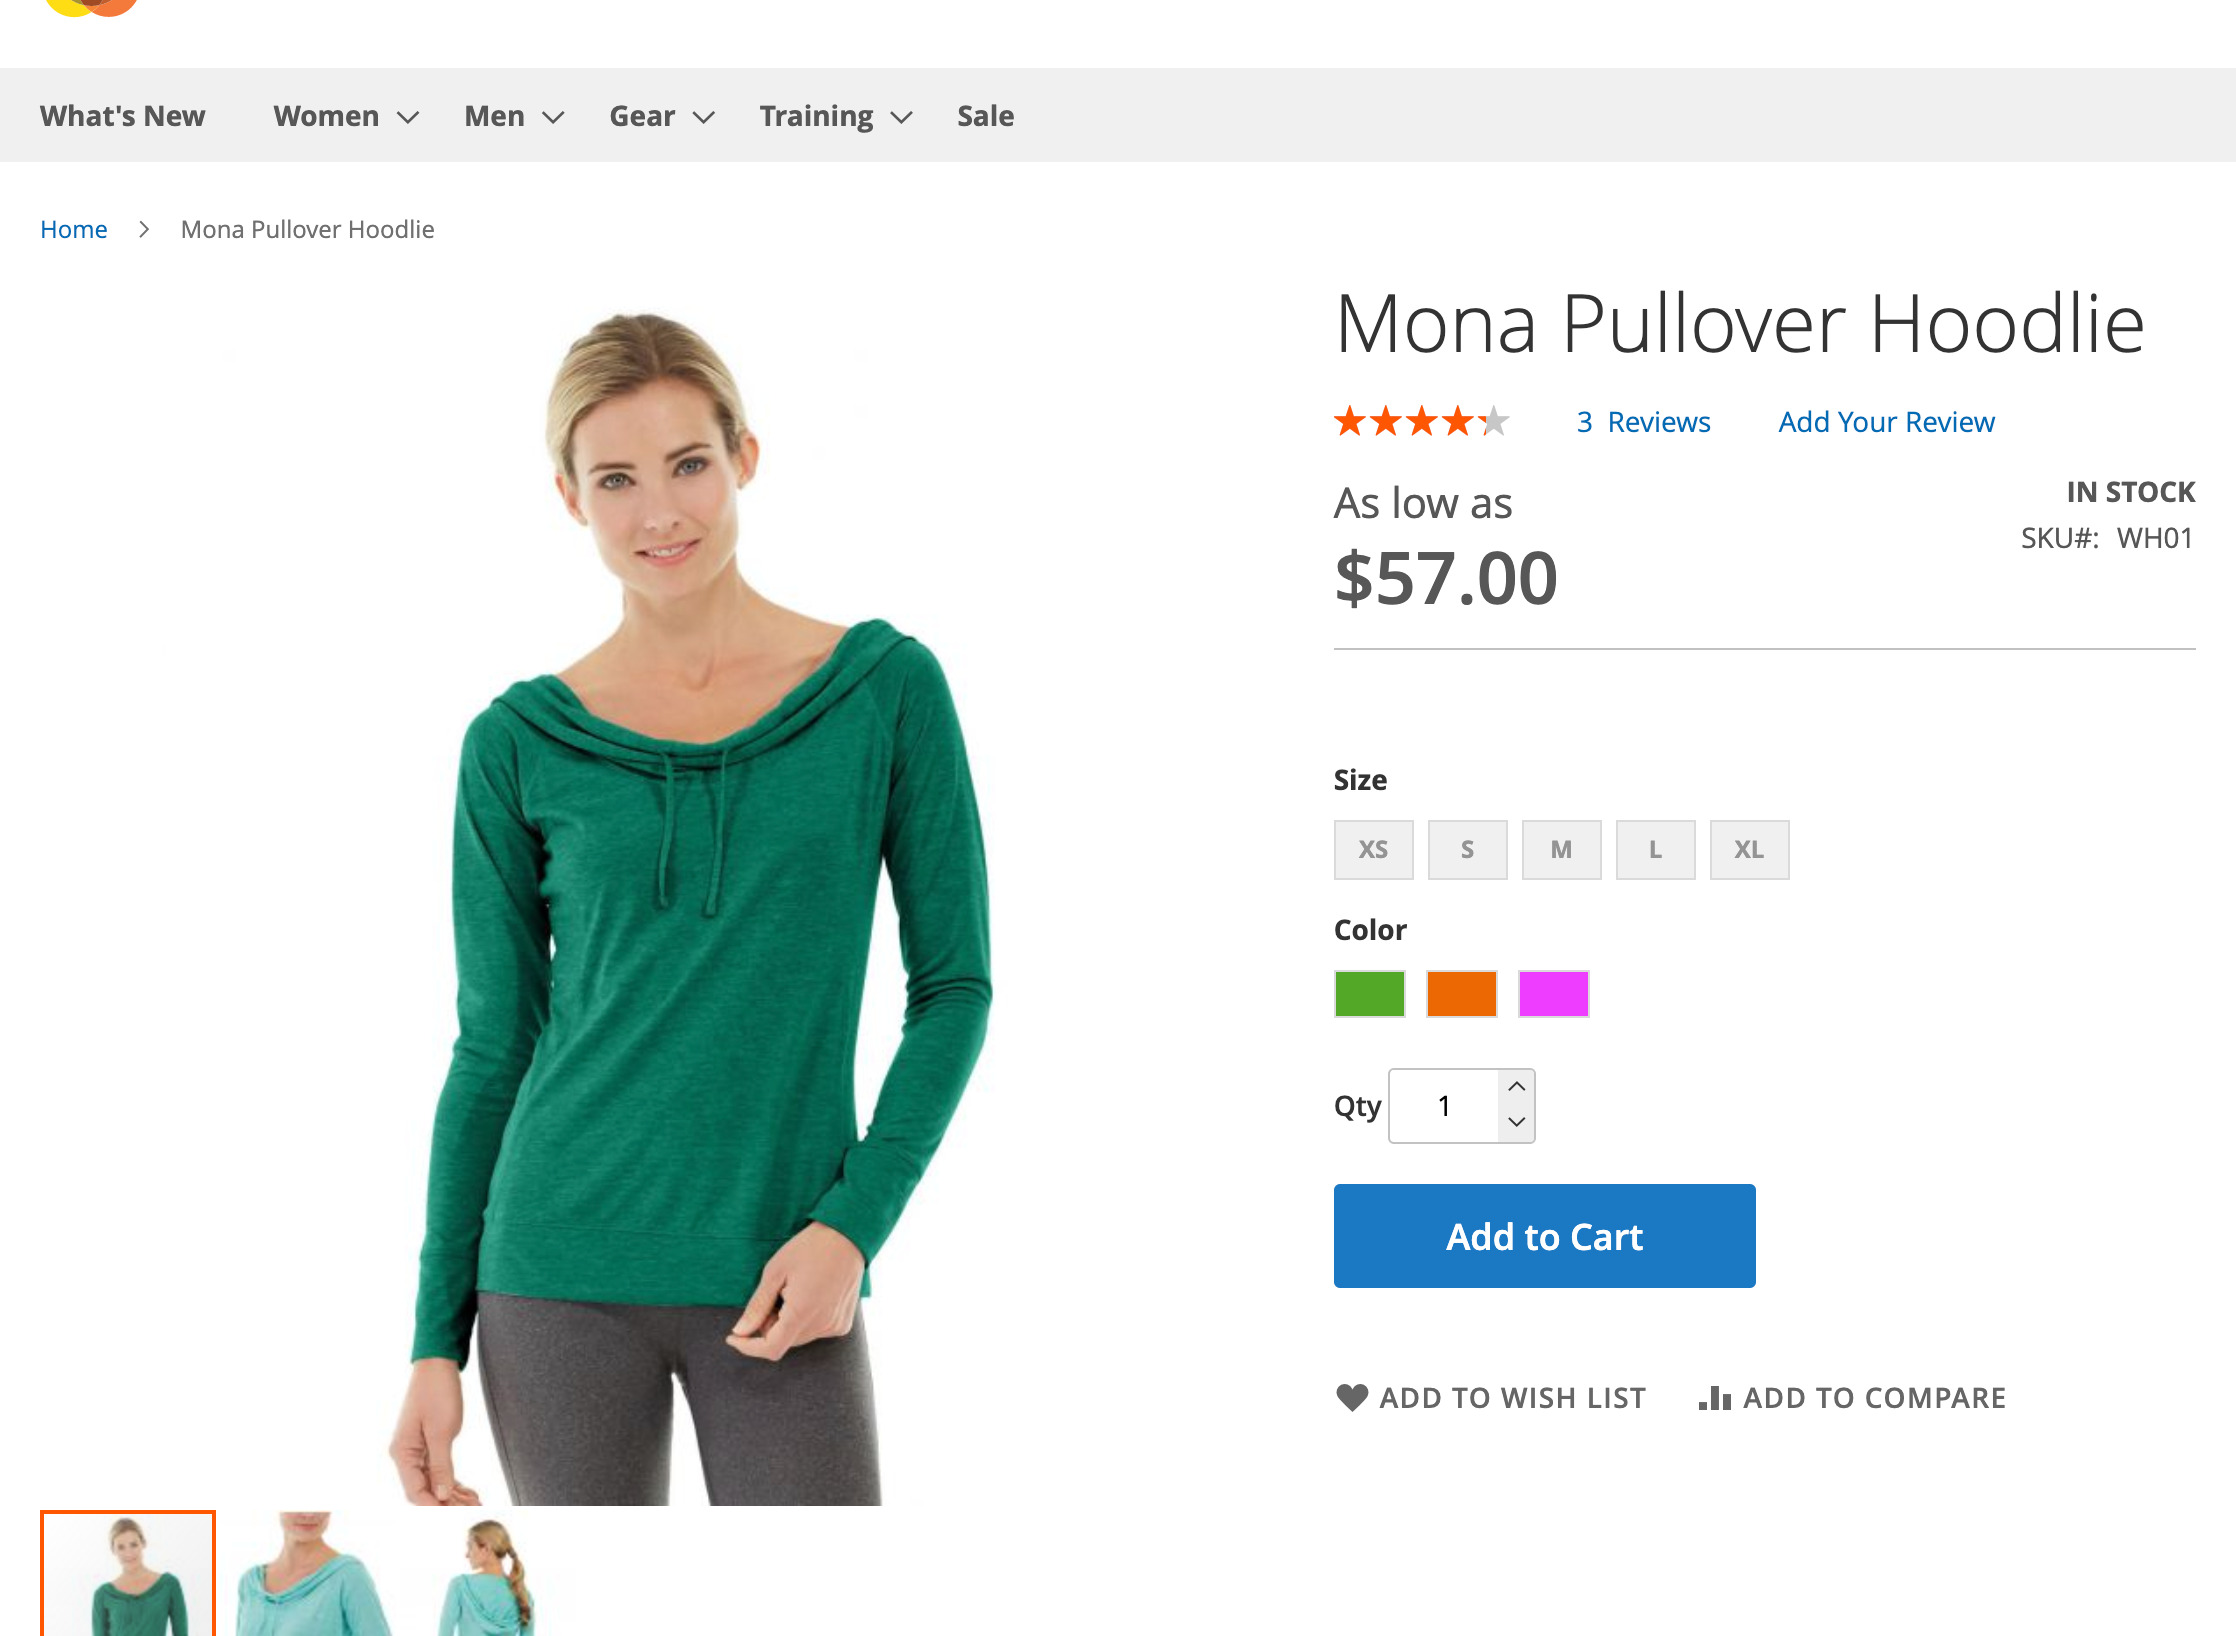 What's New Women Men Gear Training Sale
Home Mona Pullover Hoodlie
Mona Pullover Hoodlie
3 Reviews Add Your Review
As low as
IN STOCK
$57.00
SKU#: WH01
Size
XS S M L XL
Color
Qty 1
Add to Cart
ADD TO WISH LIST ADD TO COMPARE